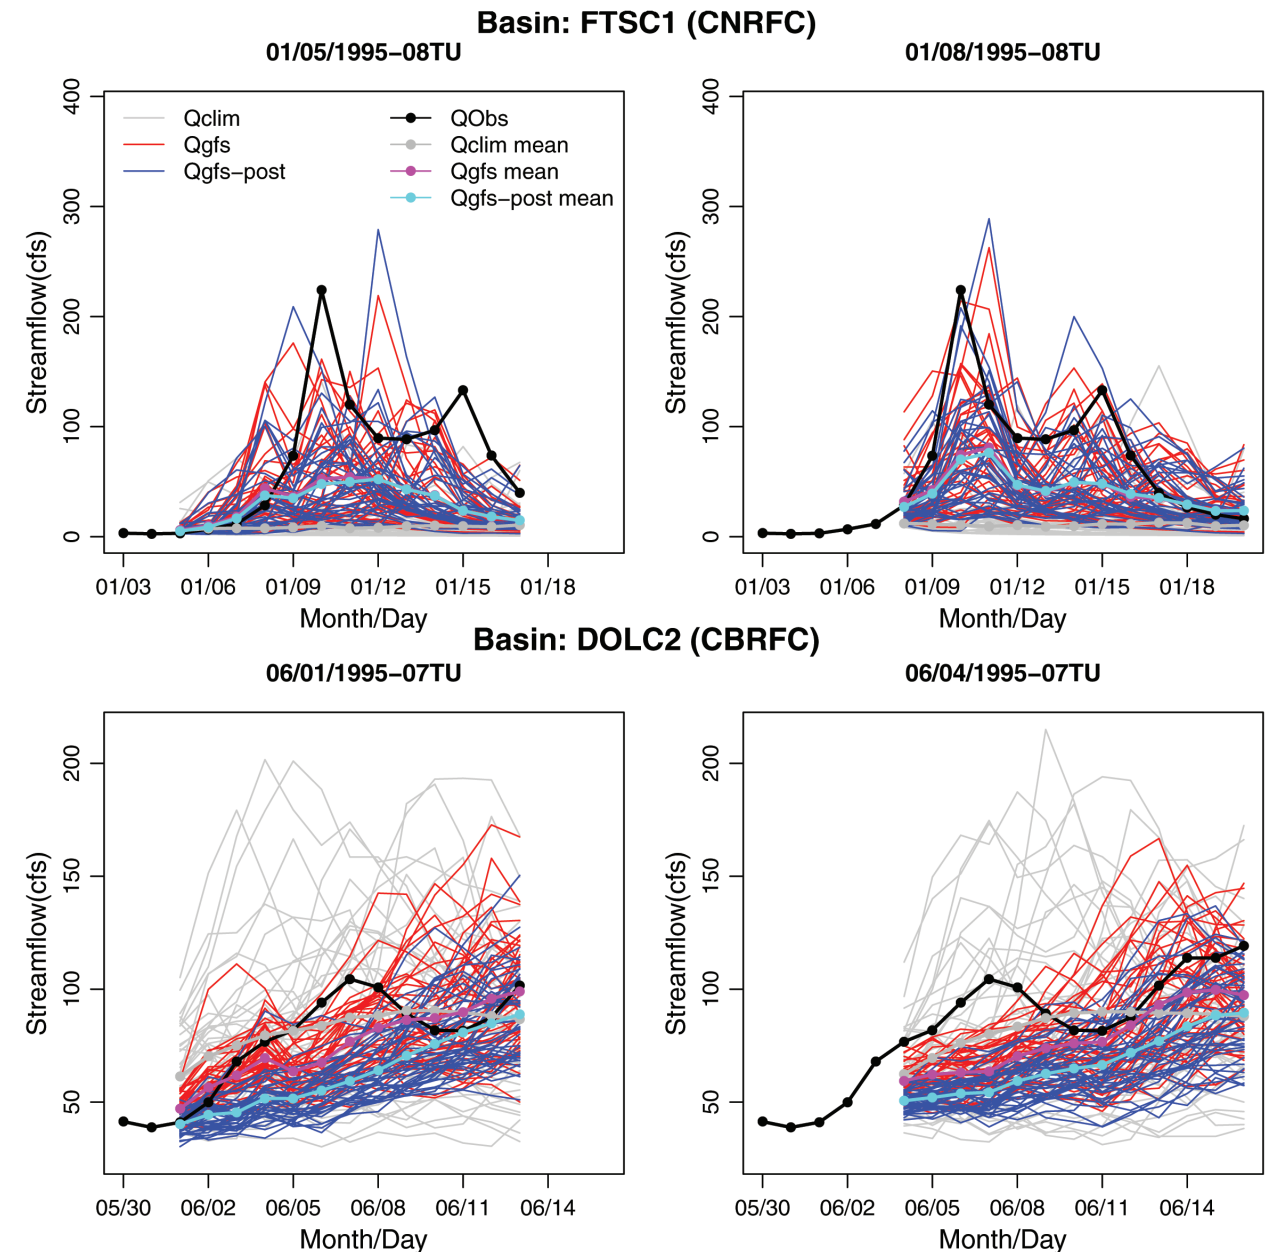 Basin: FTSC1 (CNRFC)
01/05/1995−08TU
01/08/1995−08TU
Qclim
Qgfs
Qgfs−post
QObs
Qclim mean
Qgfs mean
Qgfs−post mean
Streamflow(cfs)
0
100
200
300
400
01/03 01/06 01/09 01/12 01/15 01/18
Month/Day
Streamflow(cfs)
0
100
200
300
400
01/03 01/06 01/09 01/12 01/15 01/18
Month/Day
Basin: DOLC2 (CBRFC)
06/01/1995−07TU
06/04/1995−07TU
Streamflow(cfs)
50
100
150
200
05/30 06/02 06/05 06/08 06/11 06/14
Month/Day
Streamflow(cfs)
50
100
150
200
05/30 06/02 06/05 06/08 06/11 06/14
Month/Day